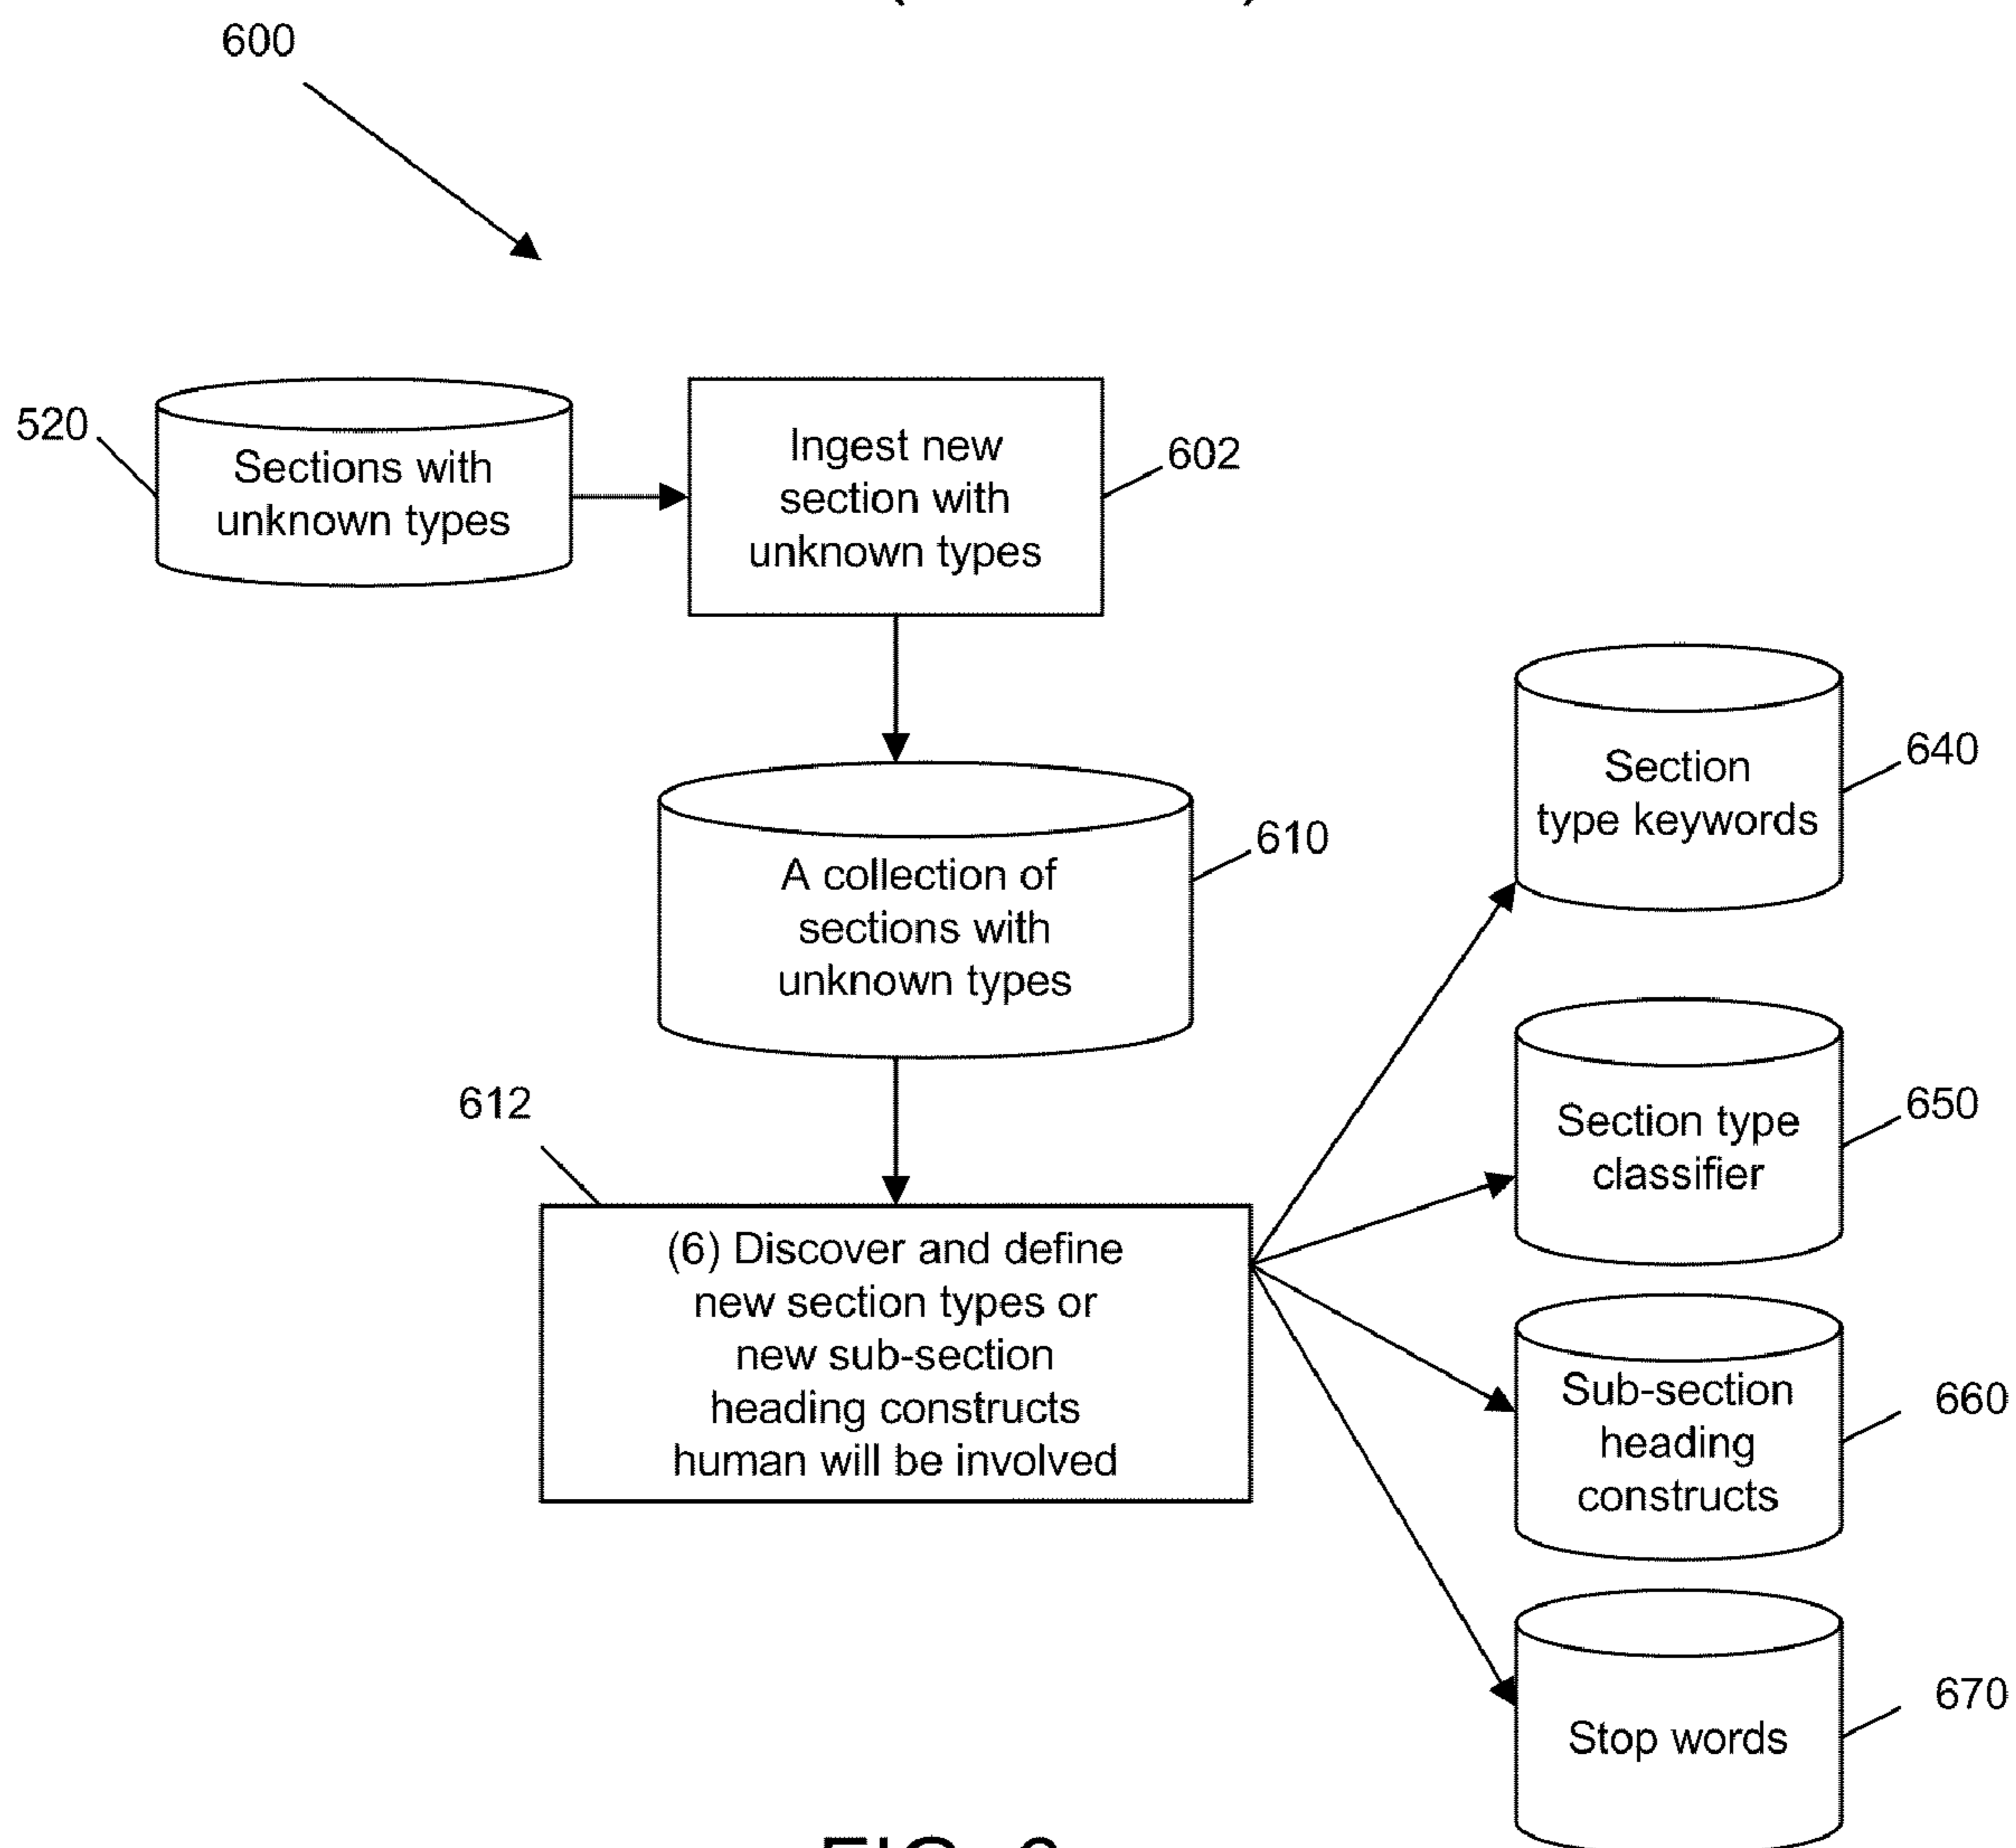 600
520
Sections with
unknown types
Ingest new
section with
unknown types
602
A collection of
sections with
unknown types
610
612
(6) Discover and define
new section types or
new sub-section
heading constructs
human will be involved
Section
type keywords
640
Section type
classifier
650
Sub-section
heading
constructs
660
Stop words
670